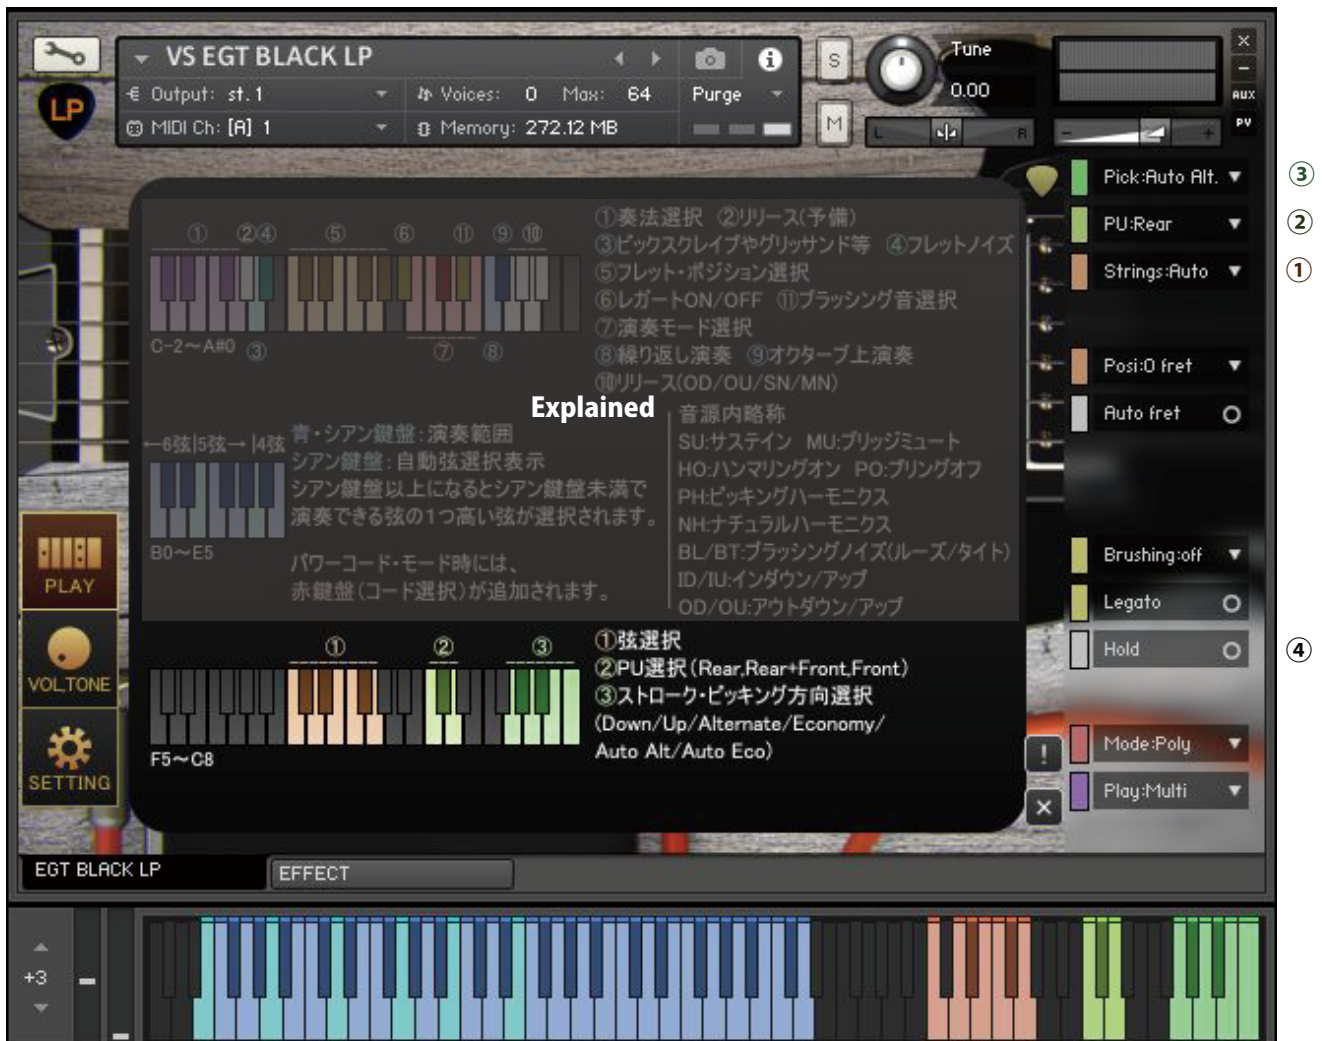 VS EGT BLACK LP
S
Tune
0.00
×
−
AUX
PV
LP
Output: st.1
Voices: 0 Max: 64
Purge
MIDI Ch: [A] 1
Memory: 272.12 MB
M
L
R
-
+
Pick:Auto Alt. ▼
③
PU:Rear ▼
②
Strings:Auto ▼
①
Posi:0 fret ▼
Auto fret
Brushing:off ▼
Legato
Hold
④
Mode:Poly ▼
Play:Multi ▼
① ②④ ⑤ ⑥ ⑪ ⑨ ⑩
C-2～A#0 ③ ⑦ ⑧
①奏法選択 ②リリース(予備)
③ピックスクレイプやグリッサンド等 ④フレットノイズ
⑤フレット・ポジション選択
⑥レガートON/OFF ⑪ブラッシング音選択
⑦演奏モード選択
⑧繰り返し演奏 ⑨オクターブ上演奏
⑩リリース(OD/OU/SN/MN)
Explained
←6弦|5弦→|4弦
B0～E5
青・シアン鍵盤:演奏範囲
シアン鍵盤:自動弦選択表示
シアン鍵盤以上になるとシアン鍵盤未満で
演奏できる弦の1つ高い弦が選択されます。
パワーコード・モード時には、
赤鍵盤(コード選択)が追加されます。
音源内略称
SU:サステイン MU:ブリッジミュート
HO:ハンマリングオン PO:プリングオフ
PH:ピッキングハーモニクス
NH:ナチュラルハーモニクス
BL/BT:ブラッシングノイズ(ルーズ/タイト)
ID/IU:インダウン/アップ
OD/OU:アウトダウン/アップ
① ② ③
F5～C8
①弦選択
②PU選択(Rear,Rear+Front,Front)
③ストローク・ピッキング方向選択
(Down/Up/Alternate/Economy/
Auto Alt/Auto Eco)
PLAY
VOL.TONE
SETTING
!
×
EGT BLACK LP
EFFECT
+3